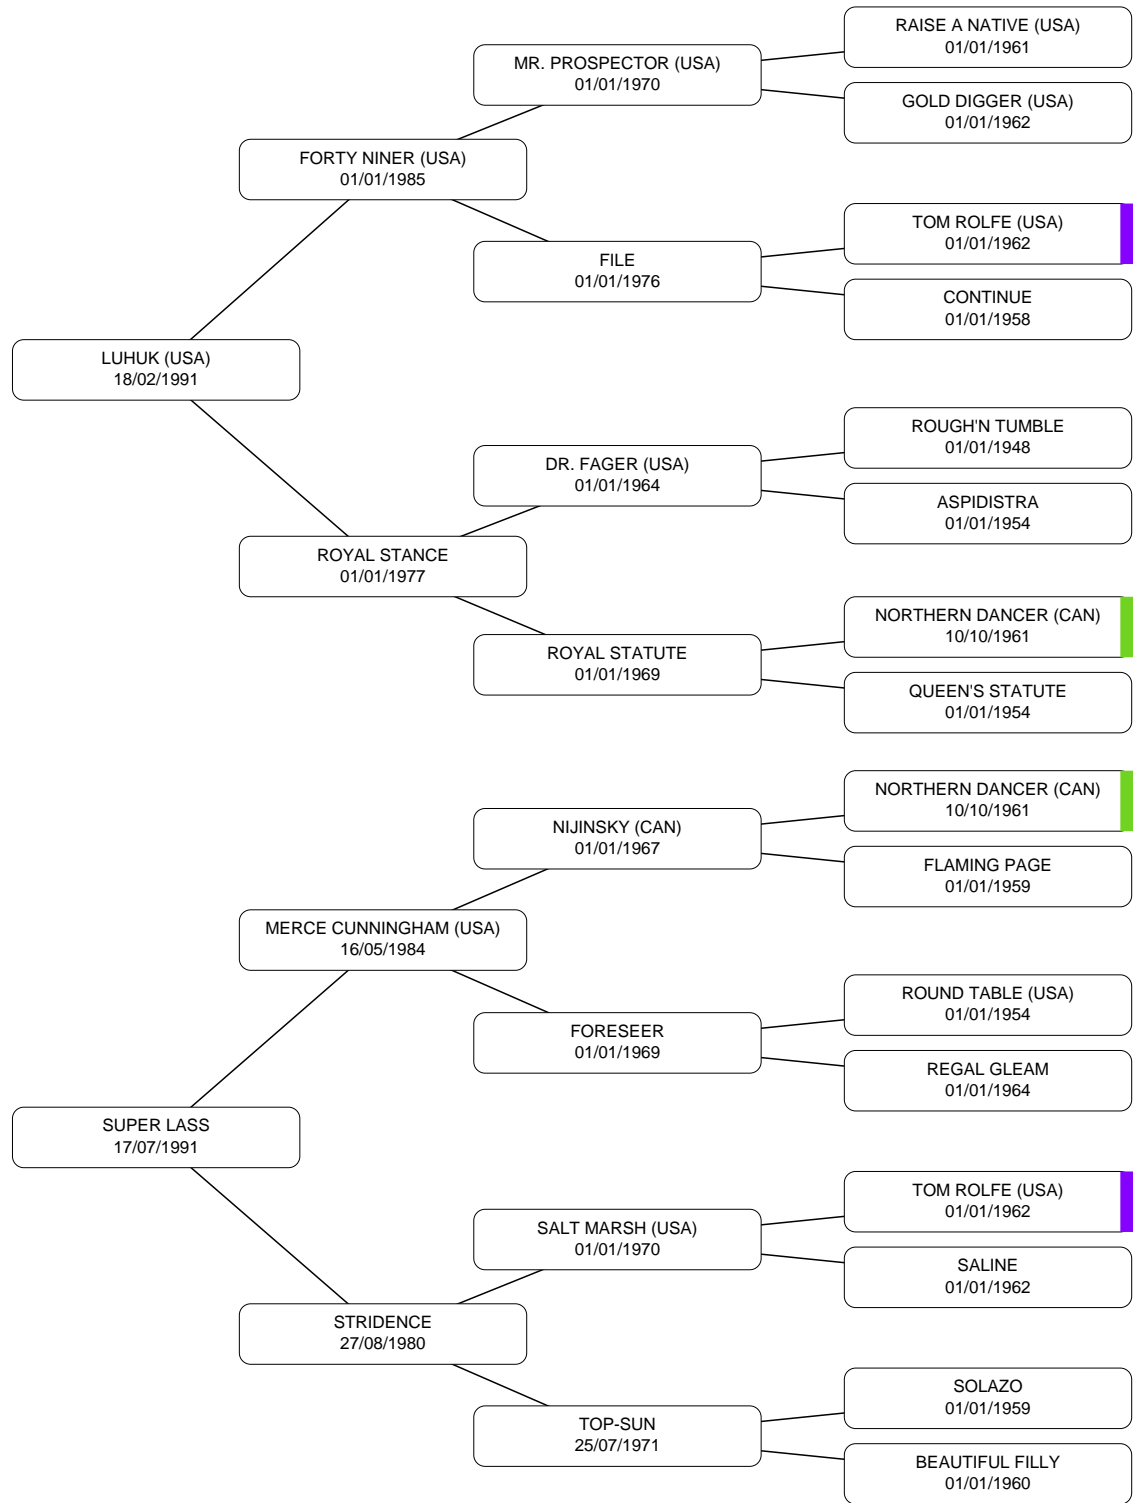 RAISE A NATIVE (USA)
01/01/1961
MR. PROSPECTOR (USA)
01/01/1970
GOLD DIGGER (USA)
01/01/1962
FORTY NINER (USA)
01/01/1985
TOM ROLFE (USA)
01/01/1962
FILE
01/01/1976
CONTINUE
01/01/1958
LUHUK (USA)
18/02/1991
ROUGH'N TUMBLE
01/01/1948
DR. FAGER (USA)
01/01/1964
ASPIDISTRA
01/01/1954
ROYAL STANCE
01/01/1977
NORTHERN DANCER (CAN)
10/10/1961
ROYAL STATUTE
01/01/1969
QUEEN'S STATUTE
01/01/1954
NORTHERN DANCER (CAN)
10/10/1961
NIJINSKY (CAN)
01/01/1967
FLAMING PAGE
01/01/1959
MERCE CUNNINGHAM (USA)
16/05/1984
ROUND TABLE (USA)
01/01/1954
FORESEER
01/01/1969
REGAL GLEAM
01/01/1964
SUPER LASS
17/07/1991
TOM ROLFE (USA)
01/01/1962
SALT MARSH (USA)
01/01/1970
SALINE
01/01/1962
STRIDENCE
27/08/1980
SOLAZO
01/01/1959
TOP-SUN
25/07/1971
BEAUTIFUL FILLY
01/01/1960